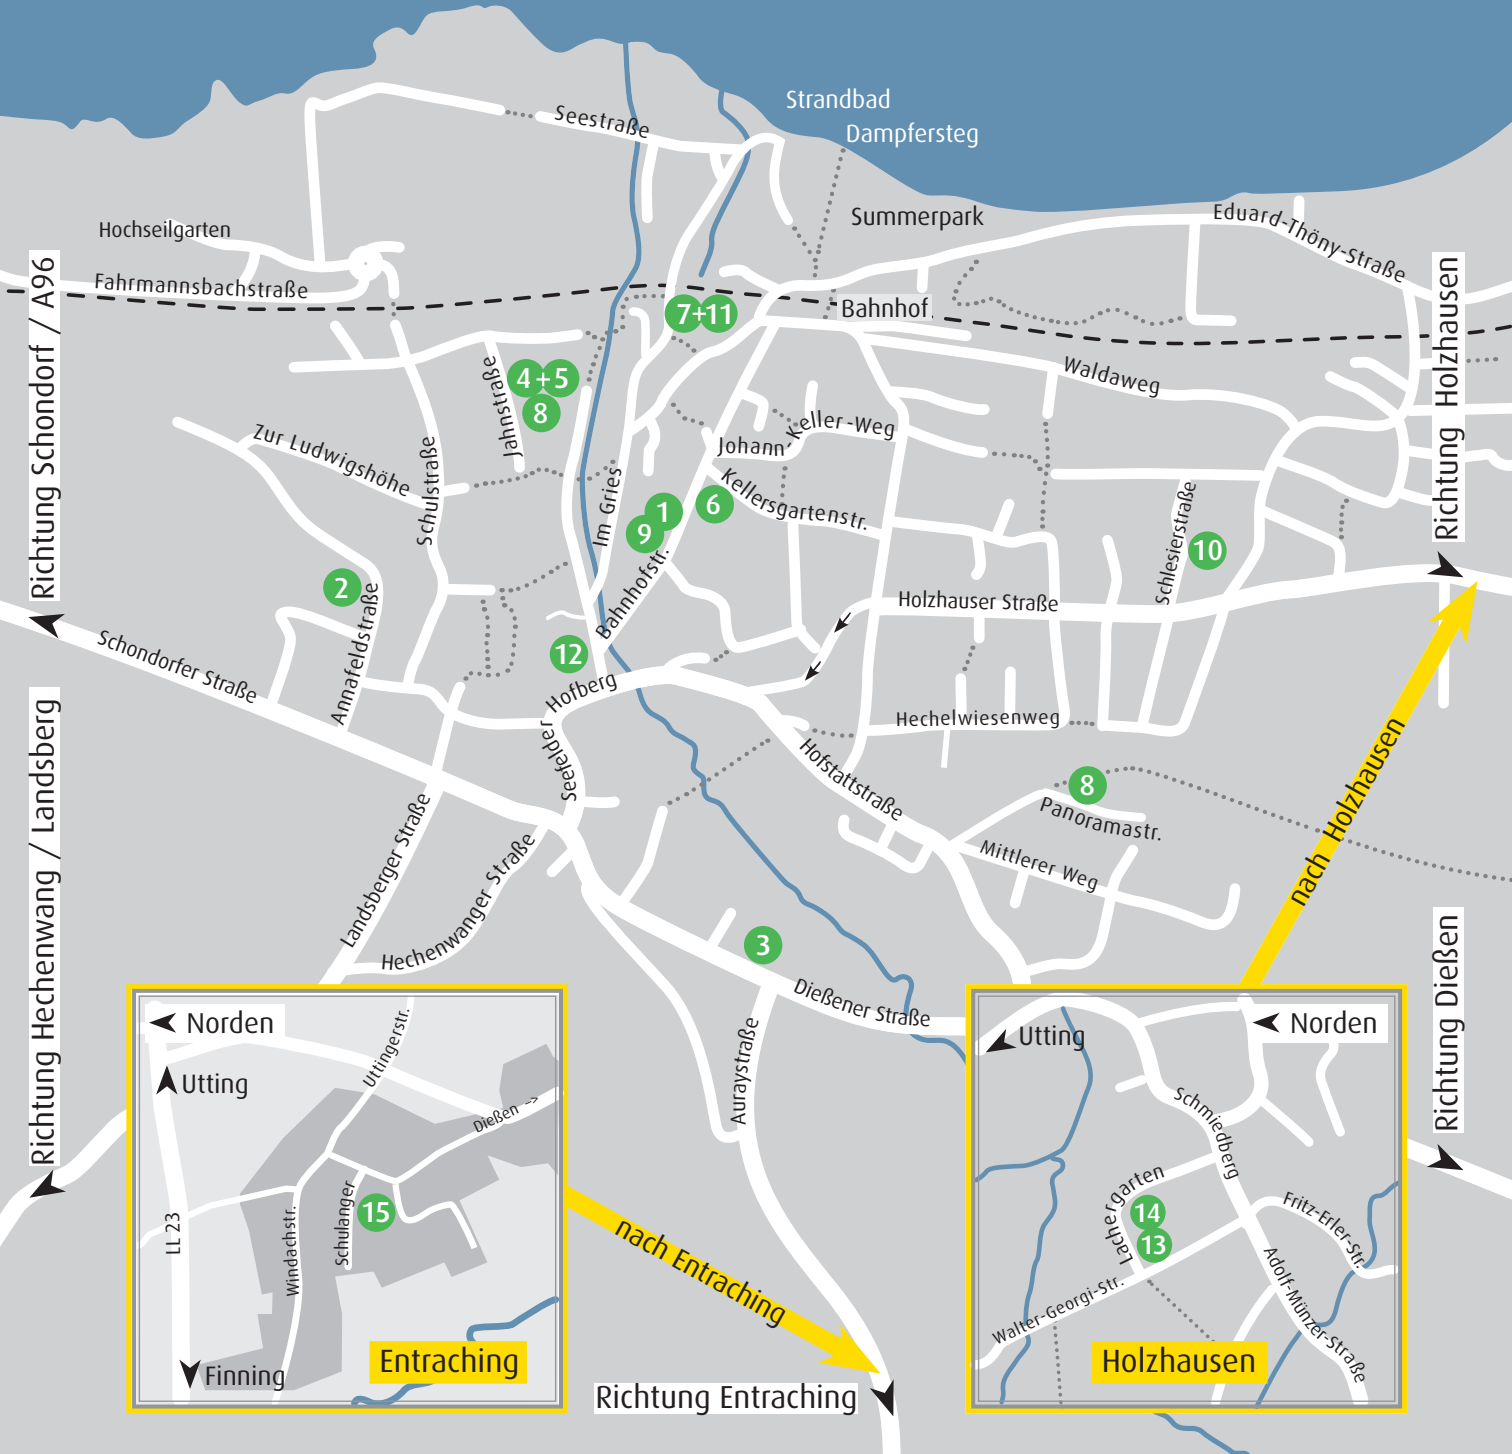 Strandbad
Dampfersteg
Seestraße
Summerpark
Eduard-Thöny-Straße
Hochseilgarten
Fahrmannsbachstraße
Bahnhof
7+11
Richtung Schondorf / A96
Richtung Holzhausen
Waldaweg
4+5
8
Jahnstraße
Johann-Keller-Weg
Zur Ludwigshöhe
Schulstraße
Im Gries
Kellersgartenstr.
1
6
9
Schlesierstraße
10
2
Annafeldstraße
Bahnhofstr.
Holzhauser Straße
12
Schondorfer Straße
Hofberg
Hechelwiesenweg
Seefelder
Hofstattstraße
8
Panoramastr.
nach Holzhausen
Landsberger Straße
Hechenwanger Straße
Mittlerer Weg
Richtung Hechenwang / Landsberg
3
Dießener Straße
Richtung Dießen
Auraystraße
Norden
Utting
Uttingerstr.
Dießen -->
LL 23
Windachstr.
Schulanger
15
Finning
Entraching
nach Entraching
Richtung Entraching
Norden
Utting
Schmiedberg
Lachergarten
14
13
Fritz-Erler-Str.
Walter-Georgi-Str.
Adolf-Münzer-Straße
Holzhausen